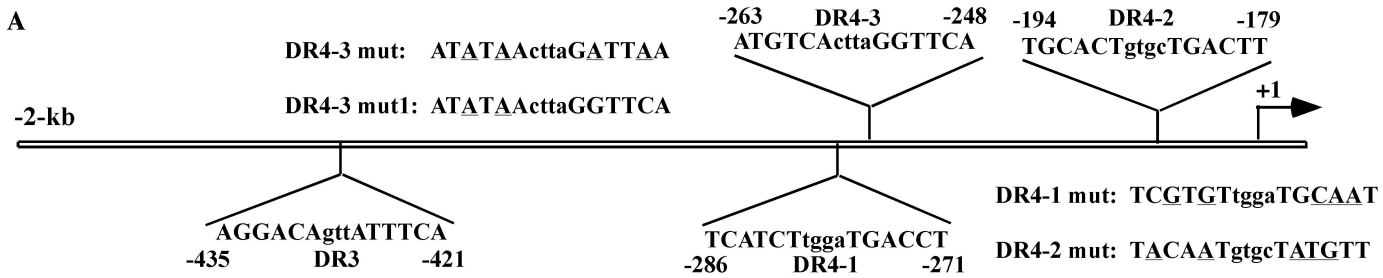 A
-263 DR4-3 -248
ATGTCActtaGGTTCA
-194 DR4-2 -179
TGCACTgtgcTGACTT
DR4-3 mut: ATATAActtaGATTAA
DR4-3 mut1: ATATAActtaGGTTCA
+1
-2-kb
AGGACAgttATTTCA
-435 DR3 -421
TCATCTtggaTGACCT
-286 DR4-1 -271
DR4-1 mut: TCGTGTtggaTGCAAT
DR4-2 mut: TACAATgtgcTATGTT